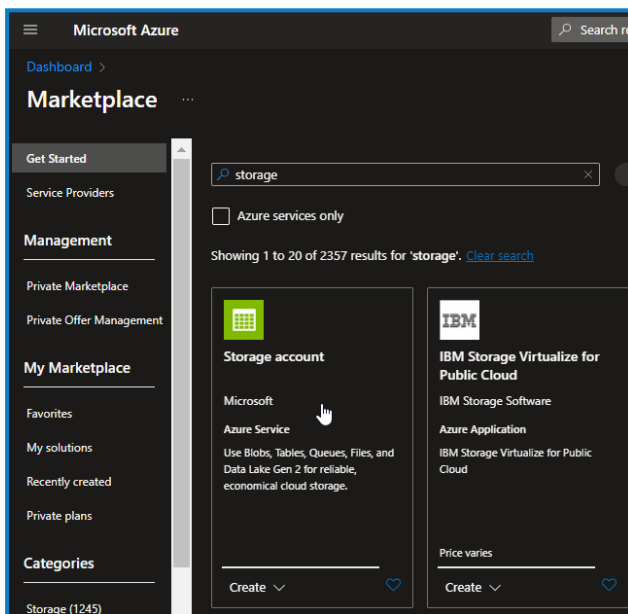 Microsoft Azure
Search re
Dashboard >
Marketplace ...
Get Started
Service Providers
Management
Private Marketplace
Private Offer Management
My Marketplace
Favorites
My solutions
Recently created
Private plans
Categories
Storage (1245)
storage
Azure services only
Showing 1 to 20 of 2357 results for 'storage'. Clear search
Storage account
Microsoft
Azure Service
Use Blobs, Tables, Queues, Files, and
Data Lake Gen 2 for reliable,
economical cloud storage.
Create
IBM
IBM Storage Virtualize for
Public Cloud
IBM Storage Software
Azure Application
IBM Storage Virtualize for Public
Cloud
Price varies
Create